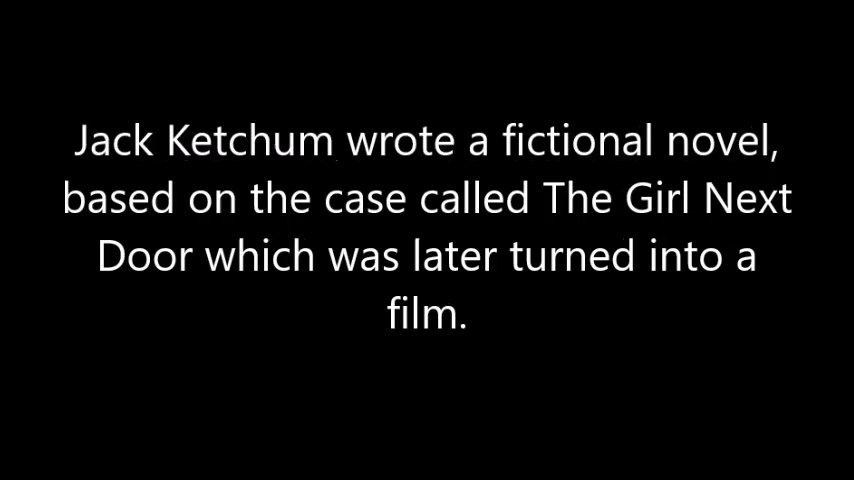 Jack Ketchum wrote a fictional novel,
based on the case called The Girl Next
Door which was later turned into a
film.